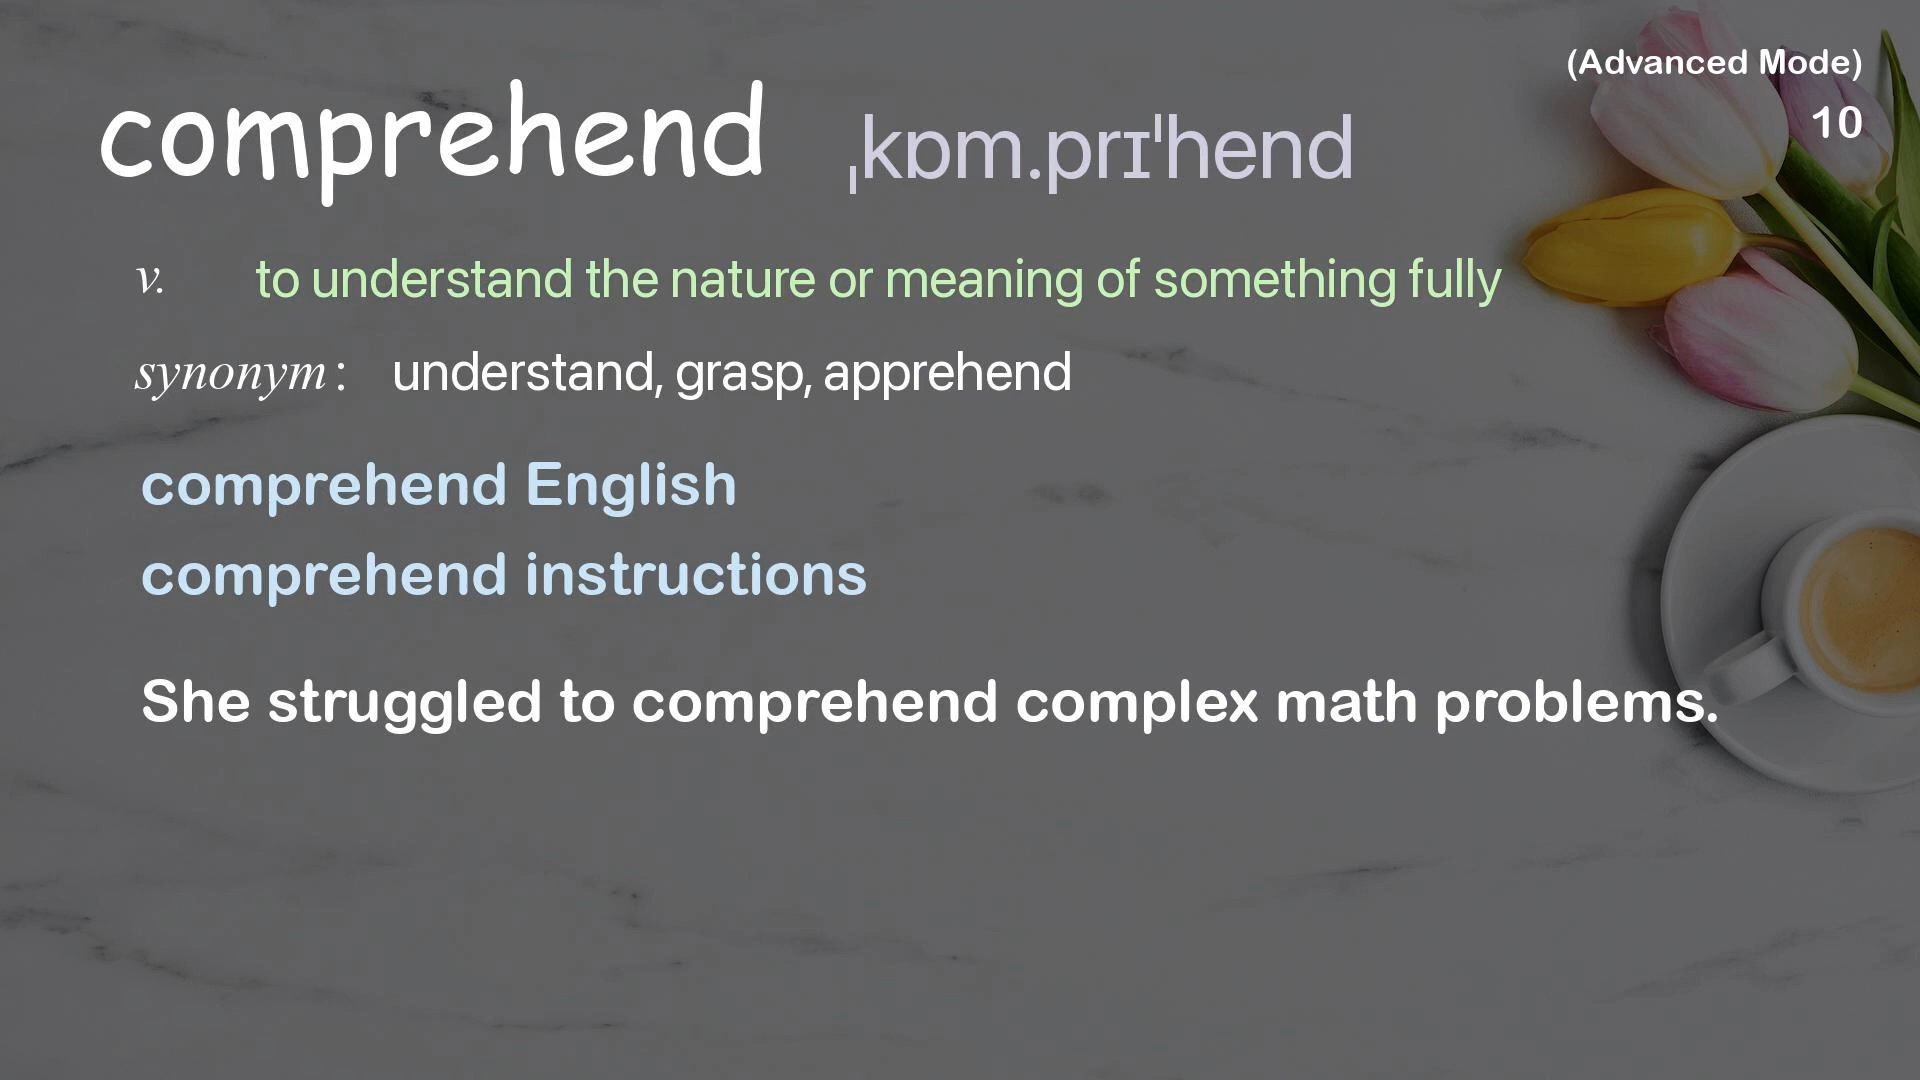 (Advanced Mode)
10
comprehend ˌkɒm.prɪˈhend
v. to understand the nature or meaning of something fully
synonym : understand, grasp, apprehend
comprehend English
comprehend instructions
She struggled to comprehend complex math problems.